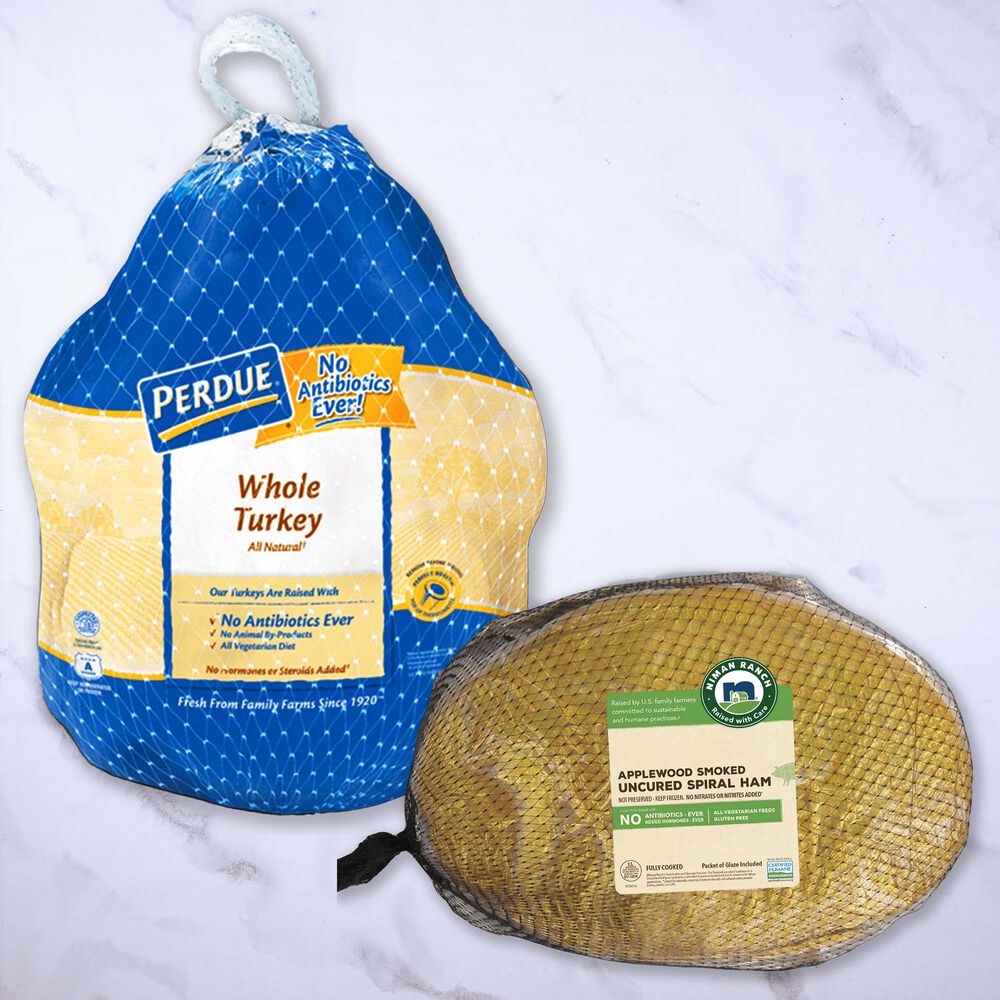 PERDUE®
No
Antibiotics
Ever!
Whole
Turkey
All Natural†
Our Turkeys Are Raised With
✓ No Antibiotics Ever
✓ No Animal By-Products
✓ All Vegetarian Diet
No Hormones or Steroids Added*
Fresh From Family Farms Since 1920
NIMAN RANCH
Raised with Care
Raised by U.S. family farmers
committed to sustainable
and humane practices.
APPLEWOOD SMOKED
UNCURED SPIRAL HAM
NOT PRESERVED - KEEP FROZEN. NO NITRATES OR NITRITES ADDED*
NO ANTIBIOTICS - EVER
ADDED HORMONES - EVER
ALL-VEGETARIAN FEEDS
GLUTEN FREE
FULLY COOKED
Packet of Glaze Included
CERTIFIED
HUMANE